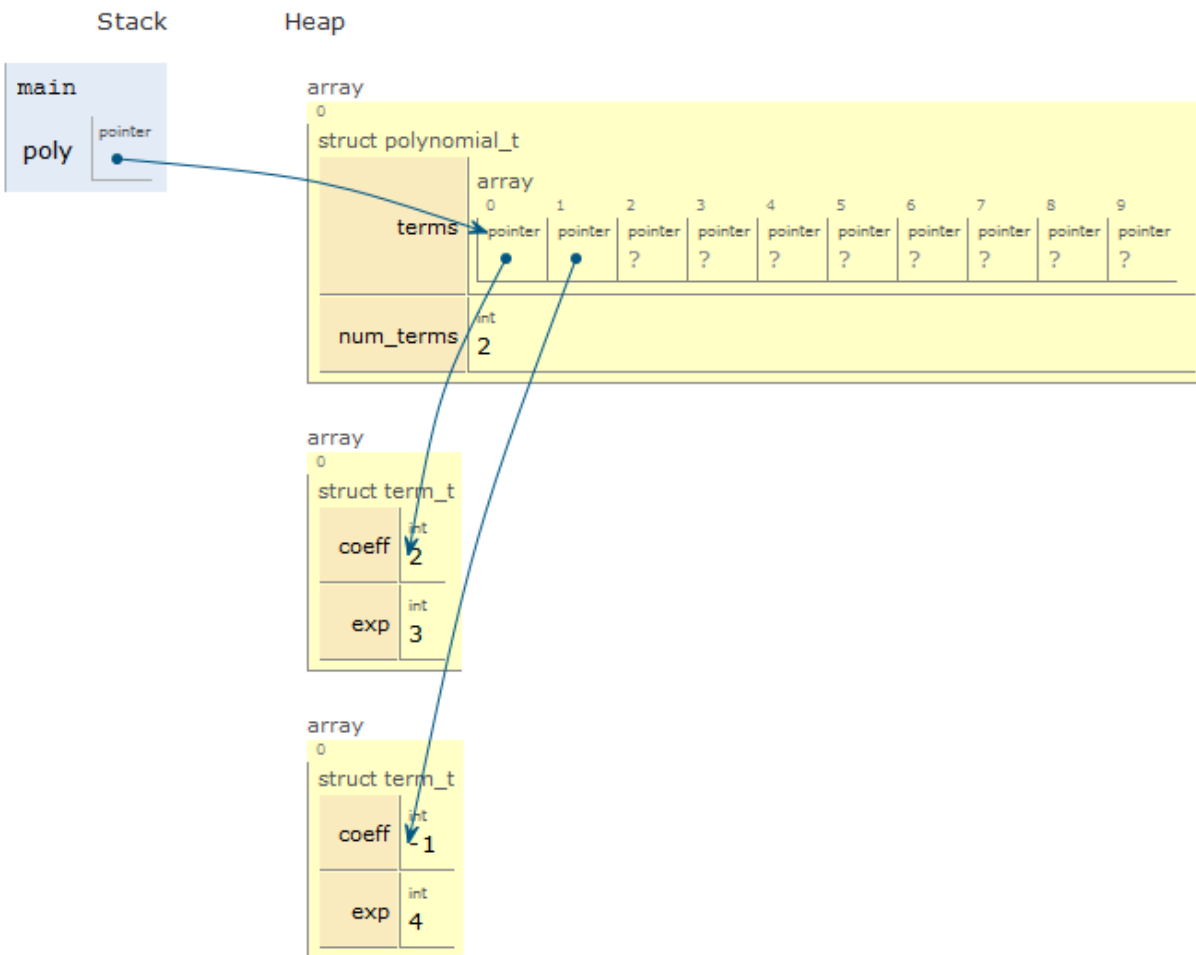 Stack Heap
main
poly pointer
array
0
struct polynomial_t
terms
array
0 1 2 3 4 5 6 7 8 9
pointer pointer pointer pointer pointer pointer pointer pointer pointer pointer
? ? ? ? ? ? ? ?
num_terms
int
2
array
0
struct term_t
coeff
int
2
exp
int
3
array
0
struct term_t
coeff
int
-1
exp
int
4